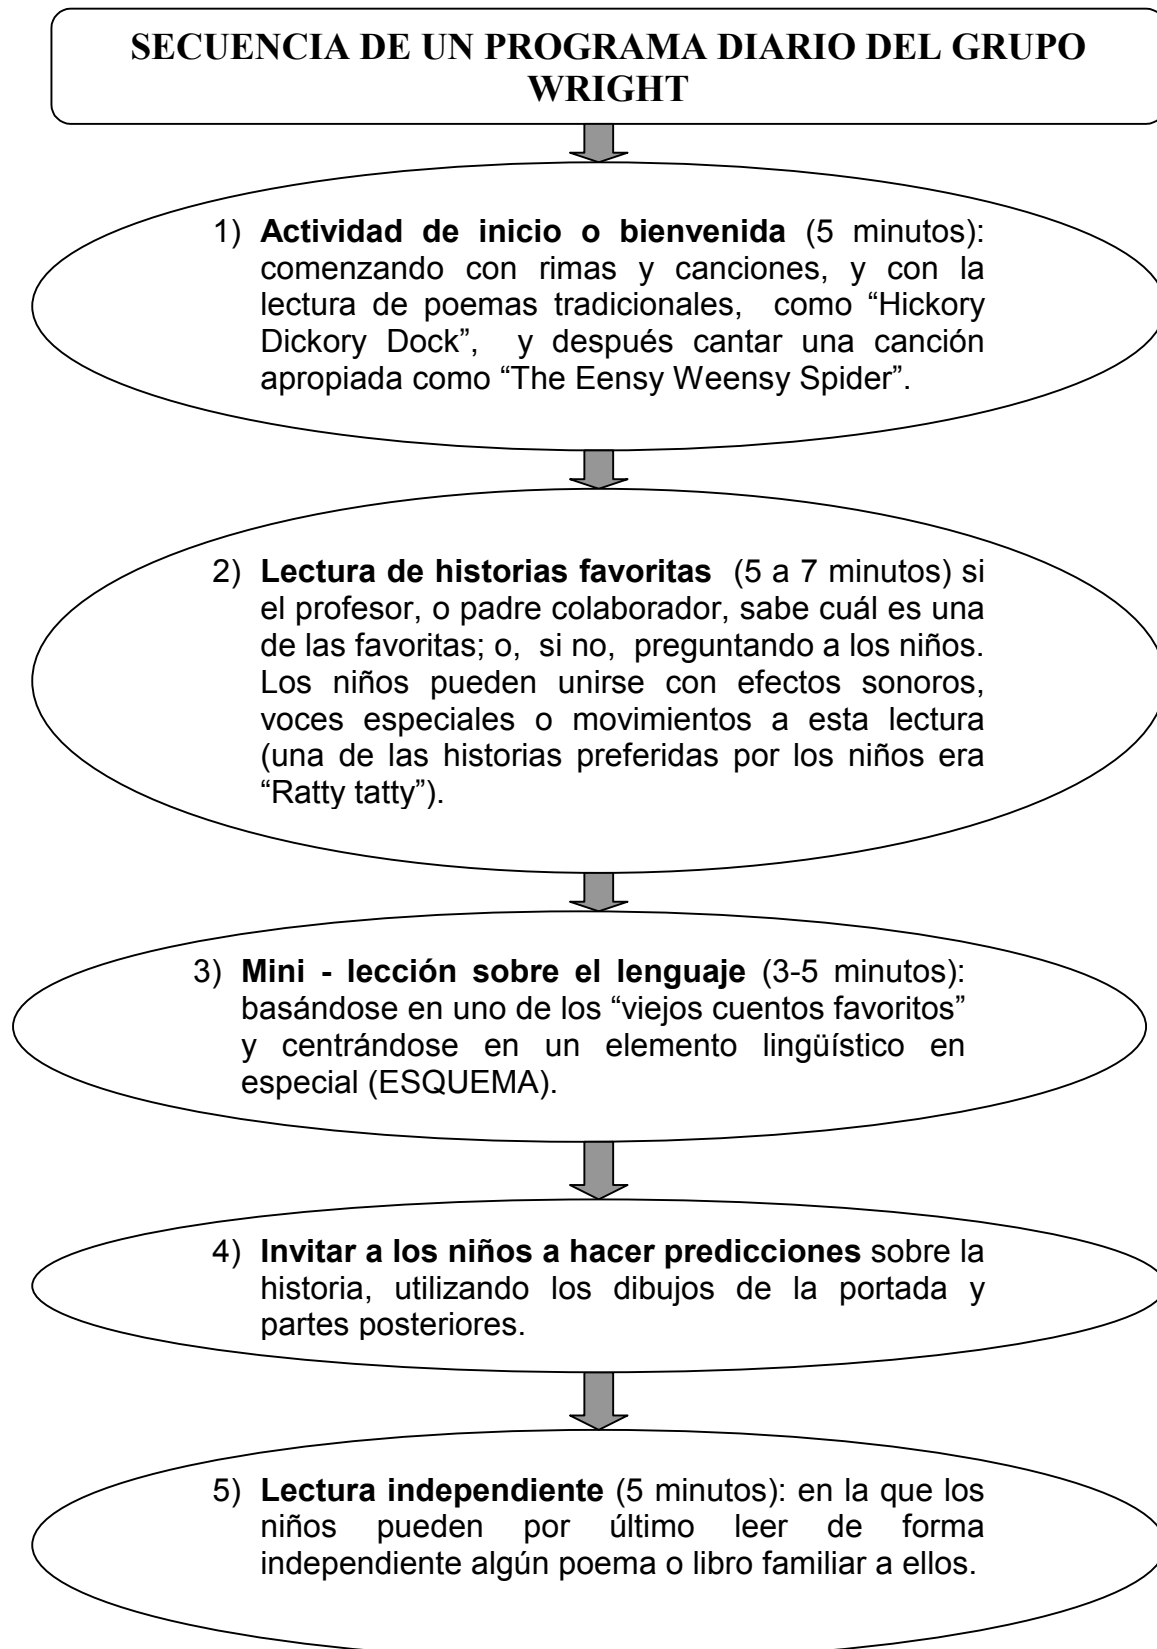 SECUENCIA DE UN PROGRAMA DIARIO DEL GRUPO
WRIGHT
1) Actividad de inicio o bienvenida (5 minutos):
comenzando con rimas y canciones, y con la
lectura de poemas tradicionales, como “Hickory
Dickory Dock”, y después cantar una canción
apropiada como “The Eensy Weensy Spider”.
2) Lectura de historias favoritas (5 a 7 minutos) si
el profesor, o padre colaborador, sabe cuál es una
de las favoritas; o, si no, preguntando a los niños.
Los niños pueden unirse con efectos sonoros,
voces especiales o movimientos a esta lectura
(una de las historias preferidas por los niños era
“Ratty tatty”).
3) Mini - lección sobre el lenguaje (3-5 minutos):
basándose en uno de los “viejos cuentos favoritos”
y centrándose en un elemento lingüístico en
especial (ESQUEMA).
4) Invitar a los niños a hacer predicciones sobre la
historia, utilizando los dibujos de la portada y
partes posteriores.
5) Lectura independiente (5 minutos): en la que los
niños pueden por último leer de forma
independiente algún poema o libro familiar a ellos.